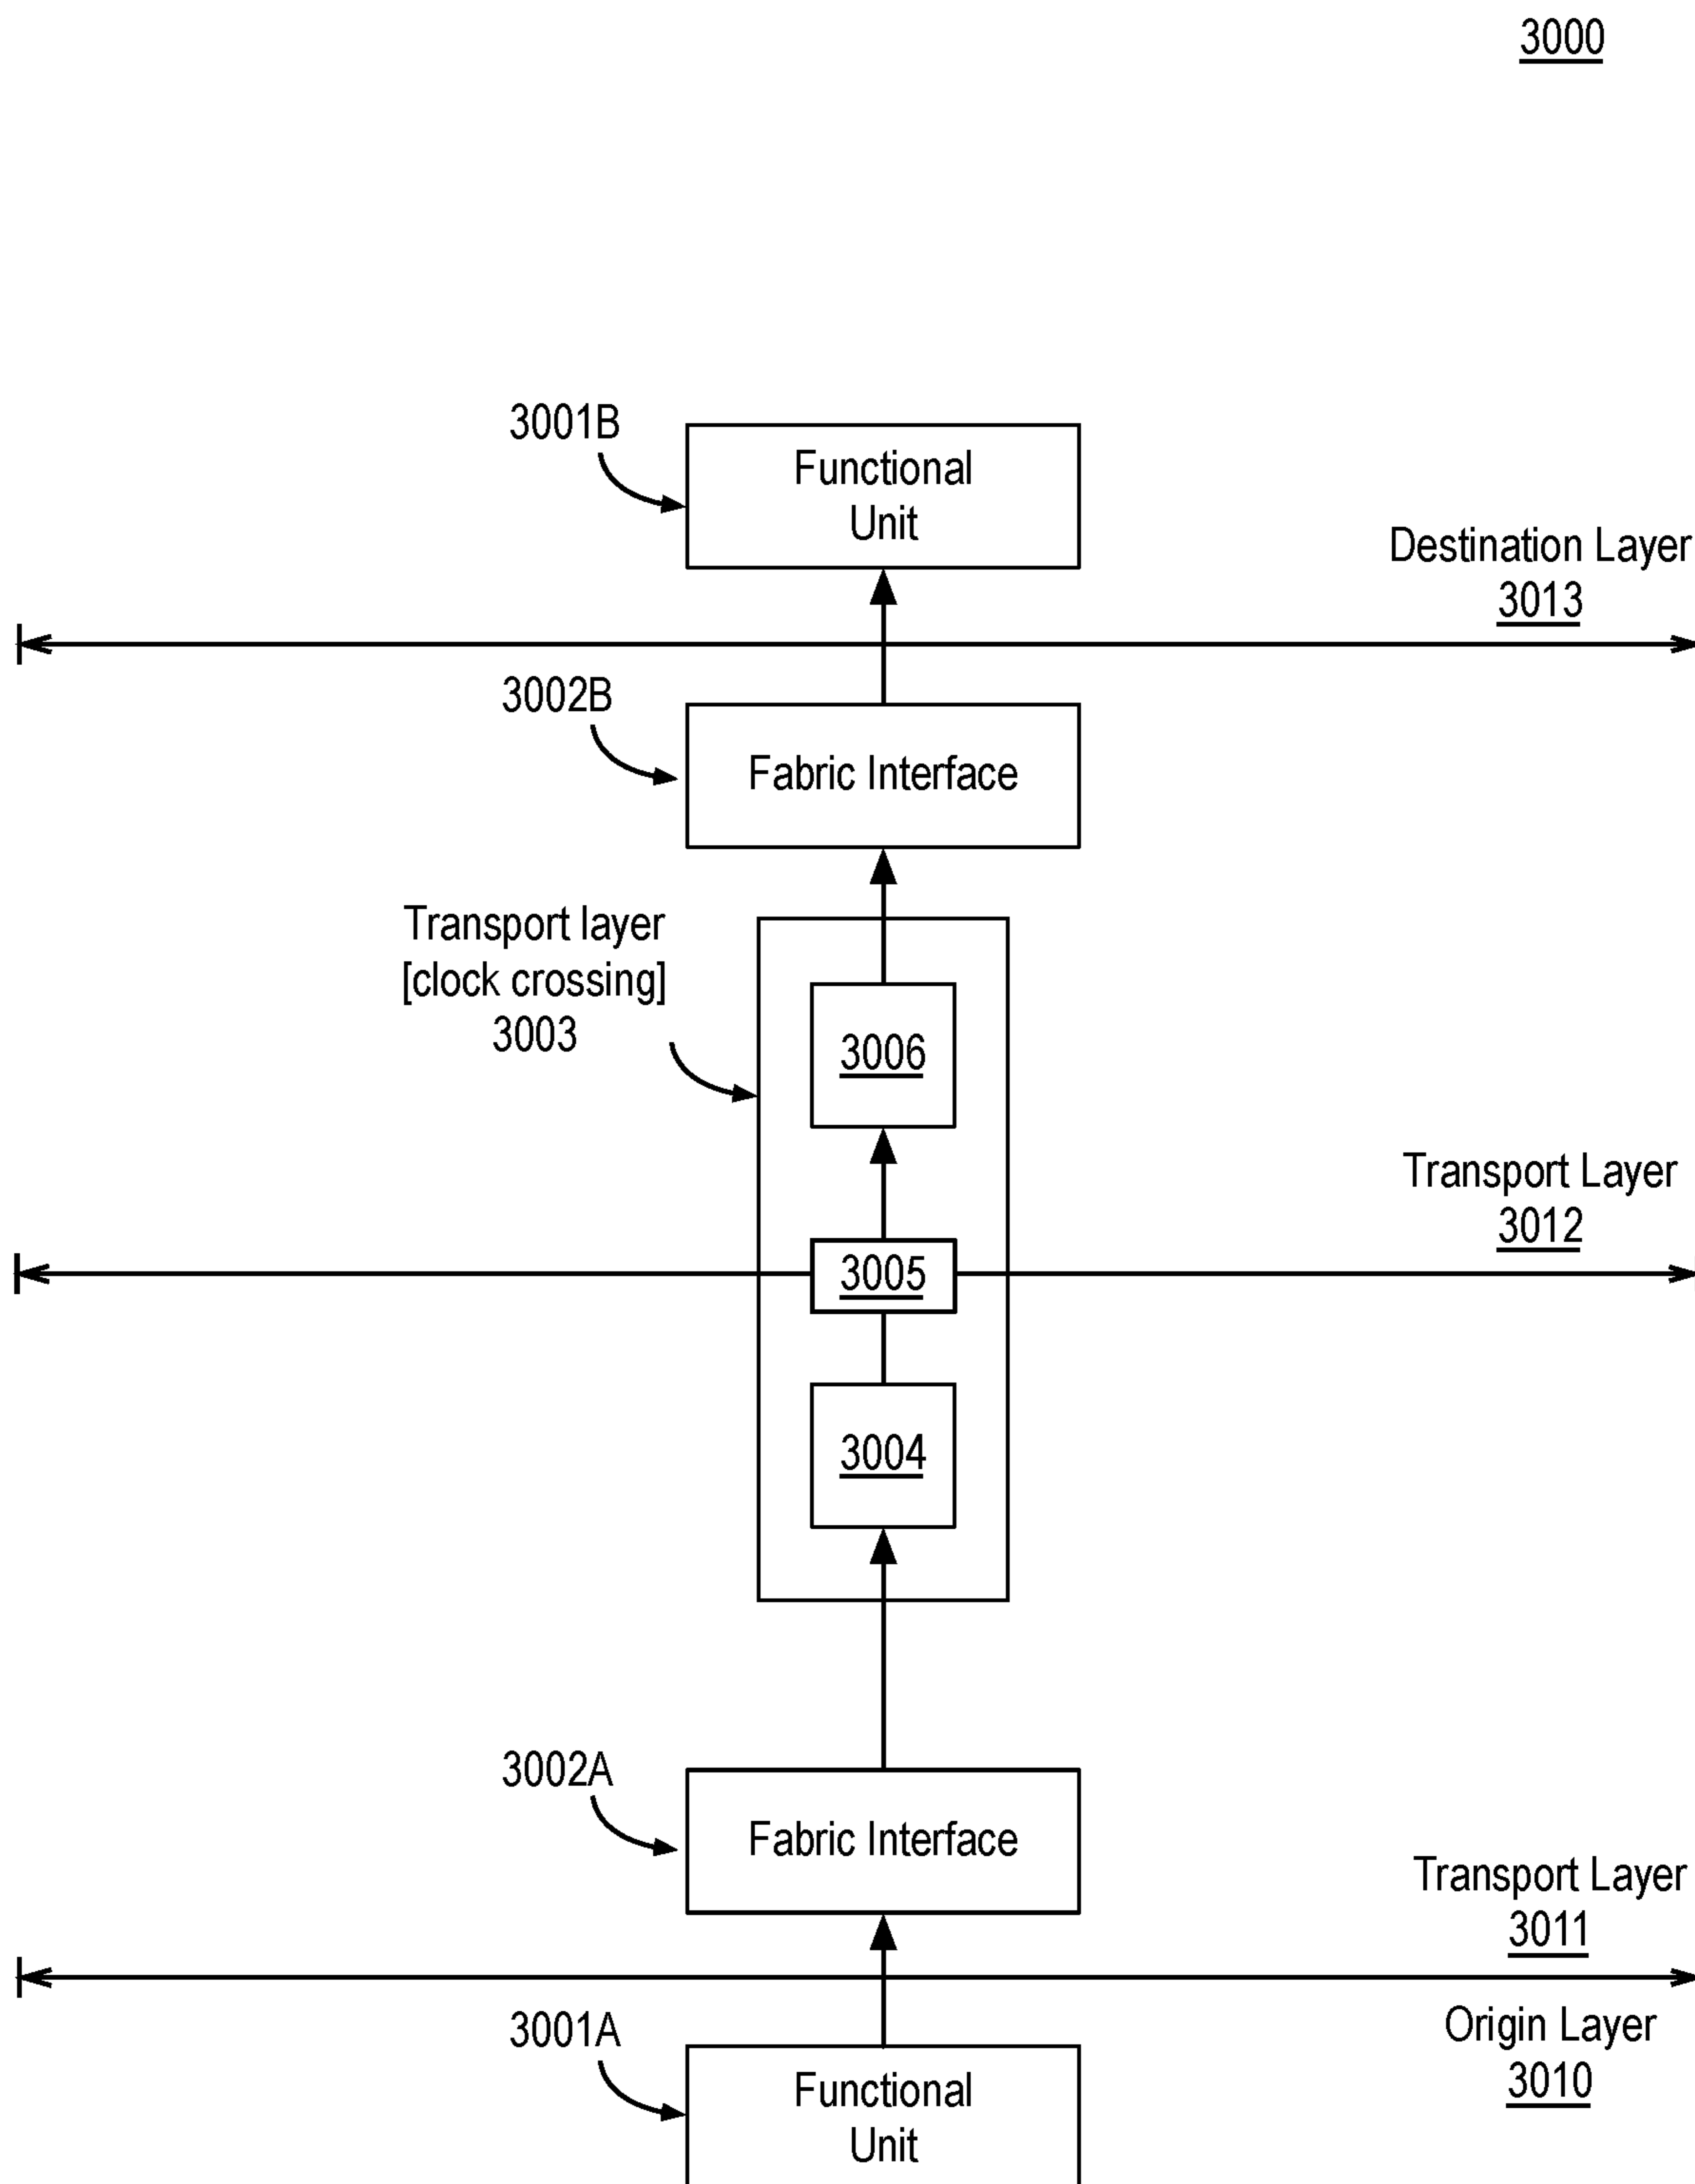 3000
3001B
Functional
Unit
Destination Layer
3013
3002B
Fabric Interface
Transport layer
[clock crossing]
3003
3006
Transport Layer
3012
3005
3004
3002A
Fabric Interface
Transport Layer
3011
3001A
Origin Layer
3010
Functional
Unit